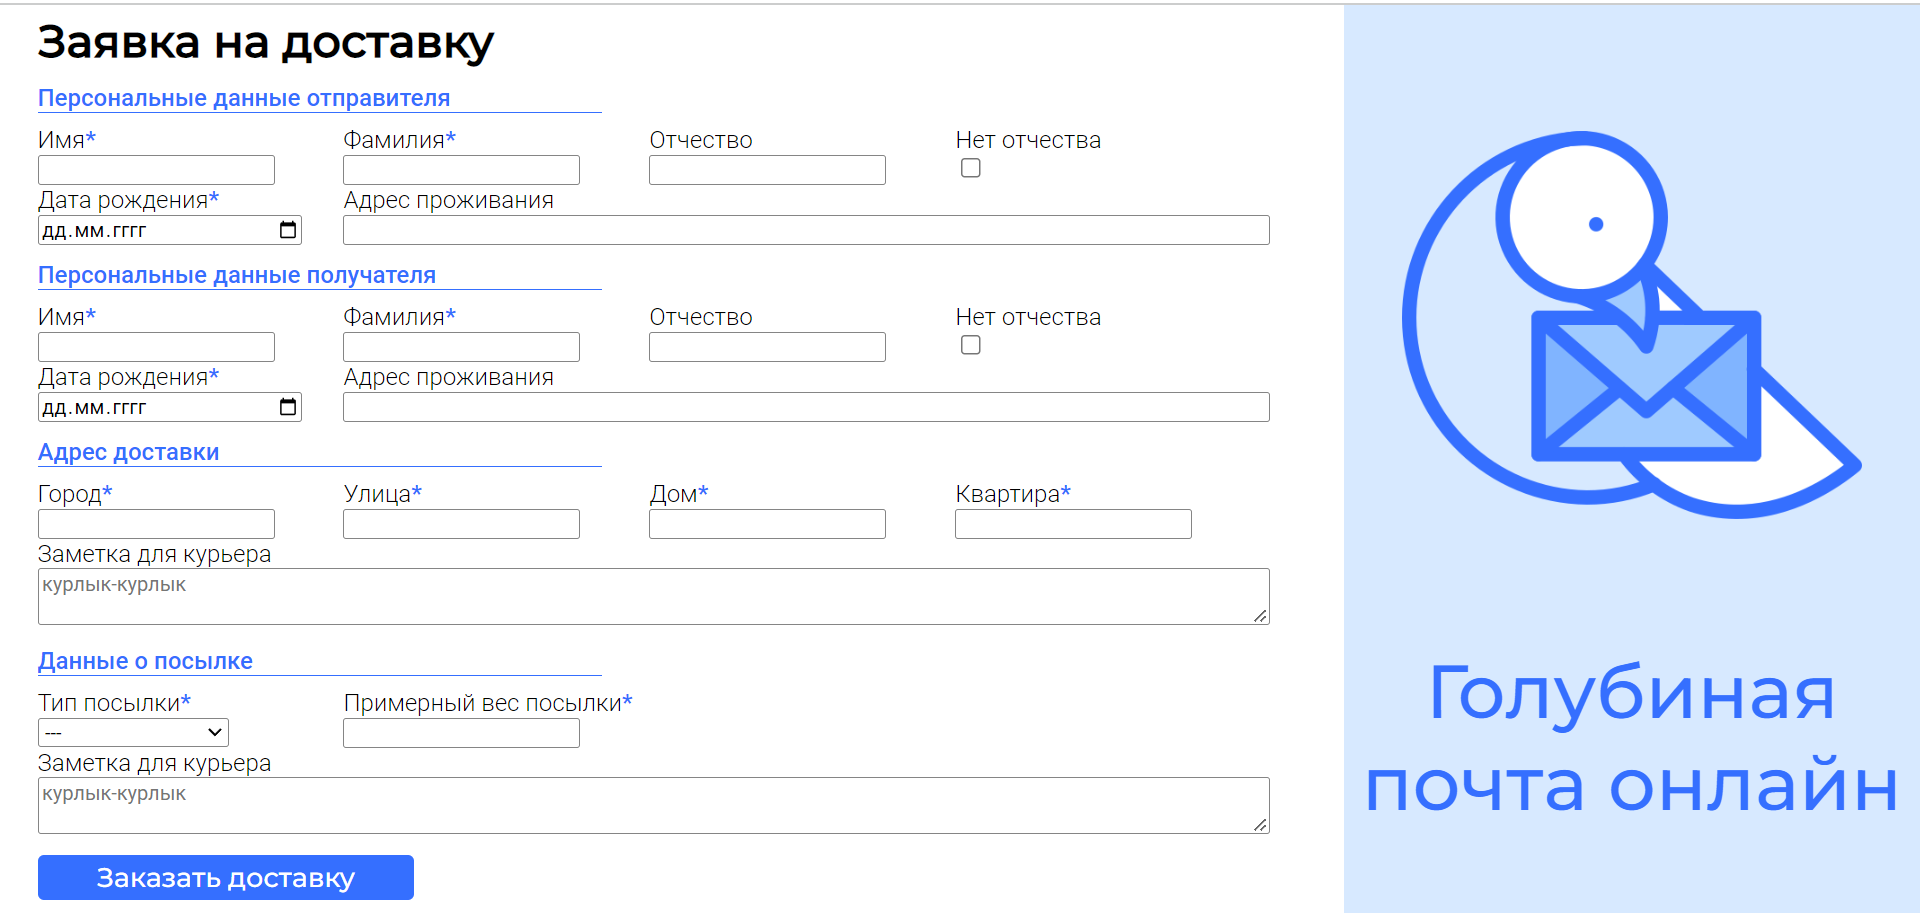 Заявка на доставку
Персональные данные отправителя
Имя* Фамилия* Отчество Нет отчества
Дата рождения* Адрес проживания
дд.мм.гггг
Персональные данные получателя
Имя* Фамилия* Отчество Нет отчества
Дата рождения* Адрес проживания
дд.мм.гггг
Адрес доставки
Город* Улица* Дом* Квартира*
Заметка для курьера
курлык-курлык
Данные о посылке
Тип посылки* Примерный вес посылки*
---
Заметка для курьера
курлык-курлык
Заказать доставку
Голубиная
почта онлайн